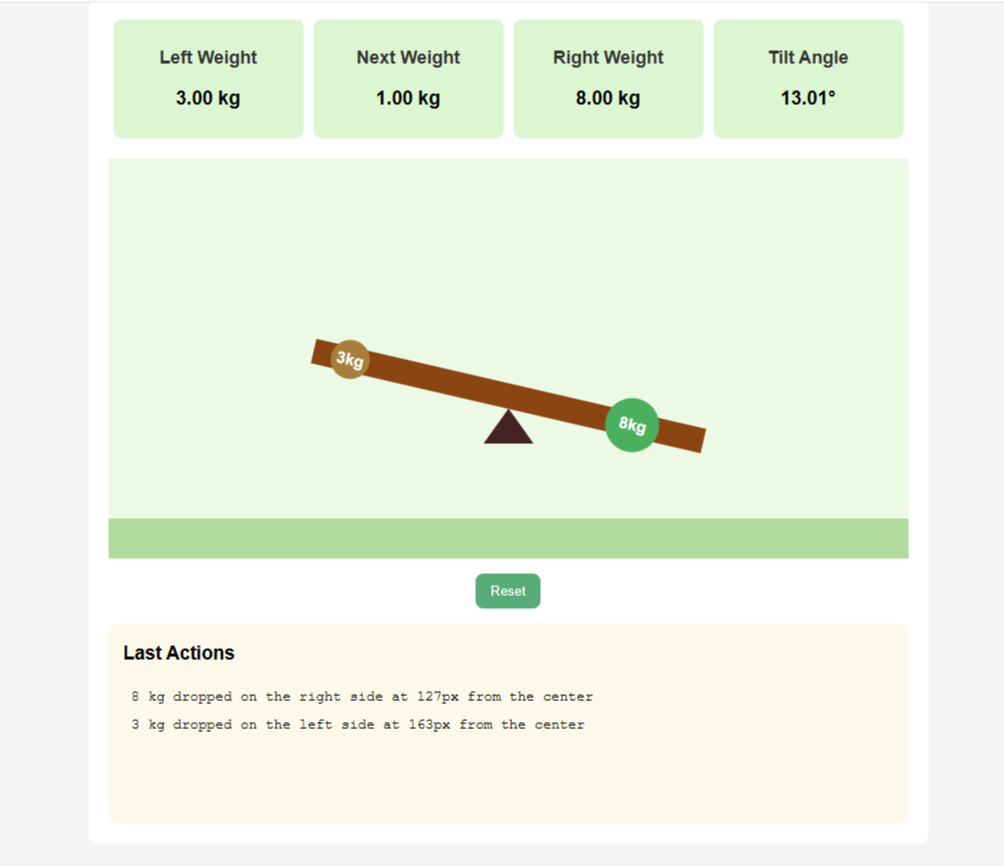 Left Weight
3.00 kg
Next Weight
1.00 kg
Right Weight
8.00 kg
Tilt Angle
13.01°
3kg
8kg
Reset
Last Actions
8 kg dropped on the right side at 127px from the center
3 kg dropped on the left side at 163px from the center